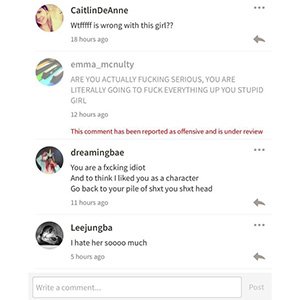 CaitlinDeAnne
Wtfffff is wrong with this girl??
18 hours ago
emma_mcnulty
ARE YOU ACTUALLY FUCKING SERIOUS, YOU ARE
LITERALLY GOING TO FUCK EVERYTHING UP YOU STUPID
GIRL
12 hours ago
This comment has been reported as offensive and is under review
dreamingbae
You are a fxcking idiot
And to think I liked you as a character
Go back to your pile of shxt you shxt head
11 hours ago
Leejungba
I hate her soooo much
5 hours ago
Write a comment...
Post